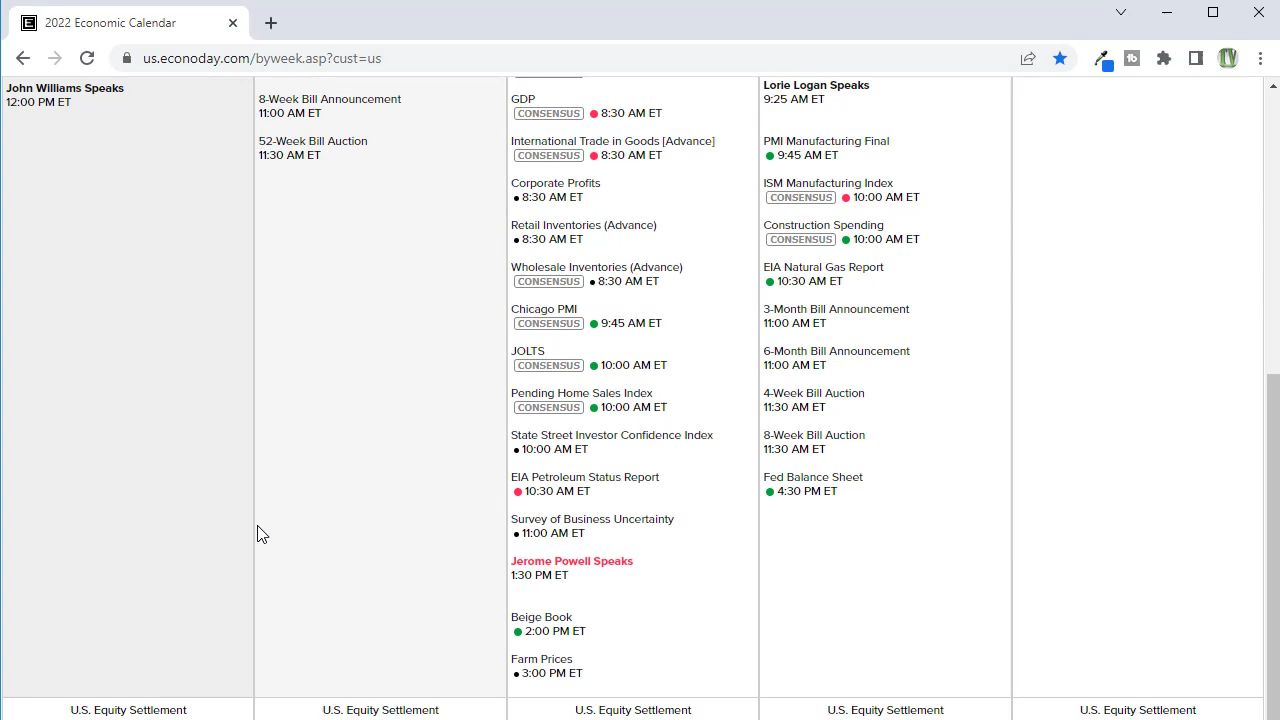 2022 Economic Calendar
us.econoday.com/byweek.asp?cust=us
John Williams Speaks
12:00 PM ET
8-Week Bill Announcement
11:00 AM ET
52-Week Bill Auction
11:30 AM ET
GDP
CONSENSUS 8:30 AM ET
International Trade in Goods [Advance]
CONSENSUS 8:30 AM ET
Corporate Profits
8:30 AM ET
Retail Inventories (Advance)
8:30 AM ET
Wholesale Inventories (Advance)
CONSENSUS 8:30 AM ET
Chicago PMI
CONSENSUS 9:45 AM ET
JOLTS
CONSENSUS 10:00 AM ET
Pending Home Sales Index
CONSENSUS 10:00 AM ET
State Street Investor Confidence Index
10:00 AM ET
EIA Petroleum Status Report
10:30 AM ET
Survey of Business Uncertainty
11:00 AM ET
Jerome Powell Speaks
1:30 PM ET
Beige Book
2:00 PM ET
Farm Prices
3:00 PM ET
Lorie Logan Speaks
9:25 AM ET
PMI Manufacturing Final
9:45 AM ET
ISM Manufacturing Index
CONSENSUS 10:00 AM ET
Construction Spending
CONSENSUS 10:00 AM ET
EIA Natural Gas Report
10:30 AM ET
3-Month Bill Announcement
11:00 AM ET
6-Month Bill Announcement
11:00 AM ET
4-Week Bill Auction
11:30 AM ET
8-Week Bill Auction
11:30 AM ET
Fed Balance Sheet
4:30 PM ET
U.S. Equity Settlement
U.S. Equity Settlement
U.S. Equity Settlement
U.S. Equity Settlement
U.S. Equity Settlement